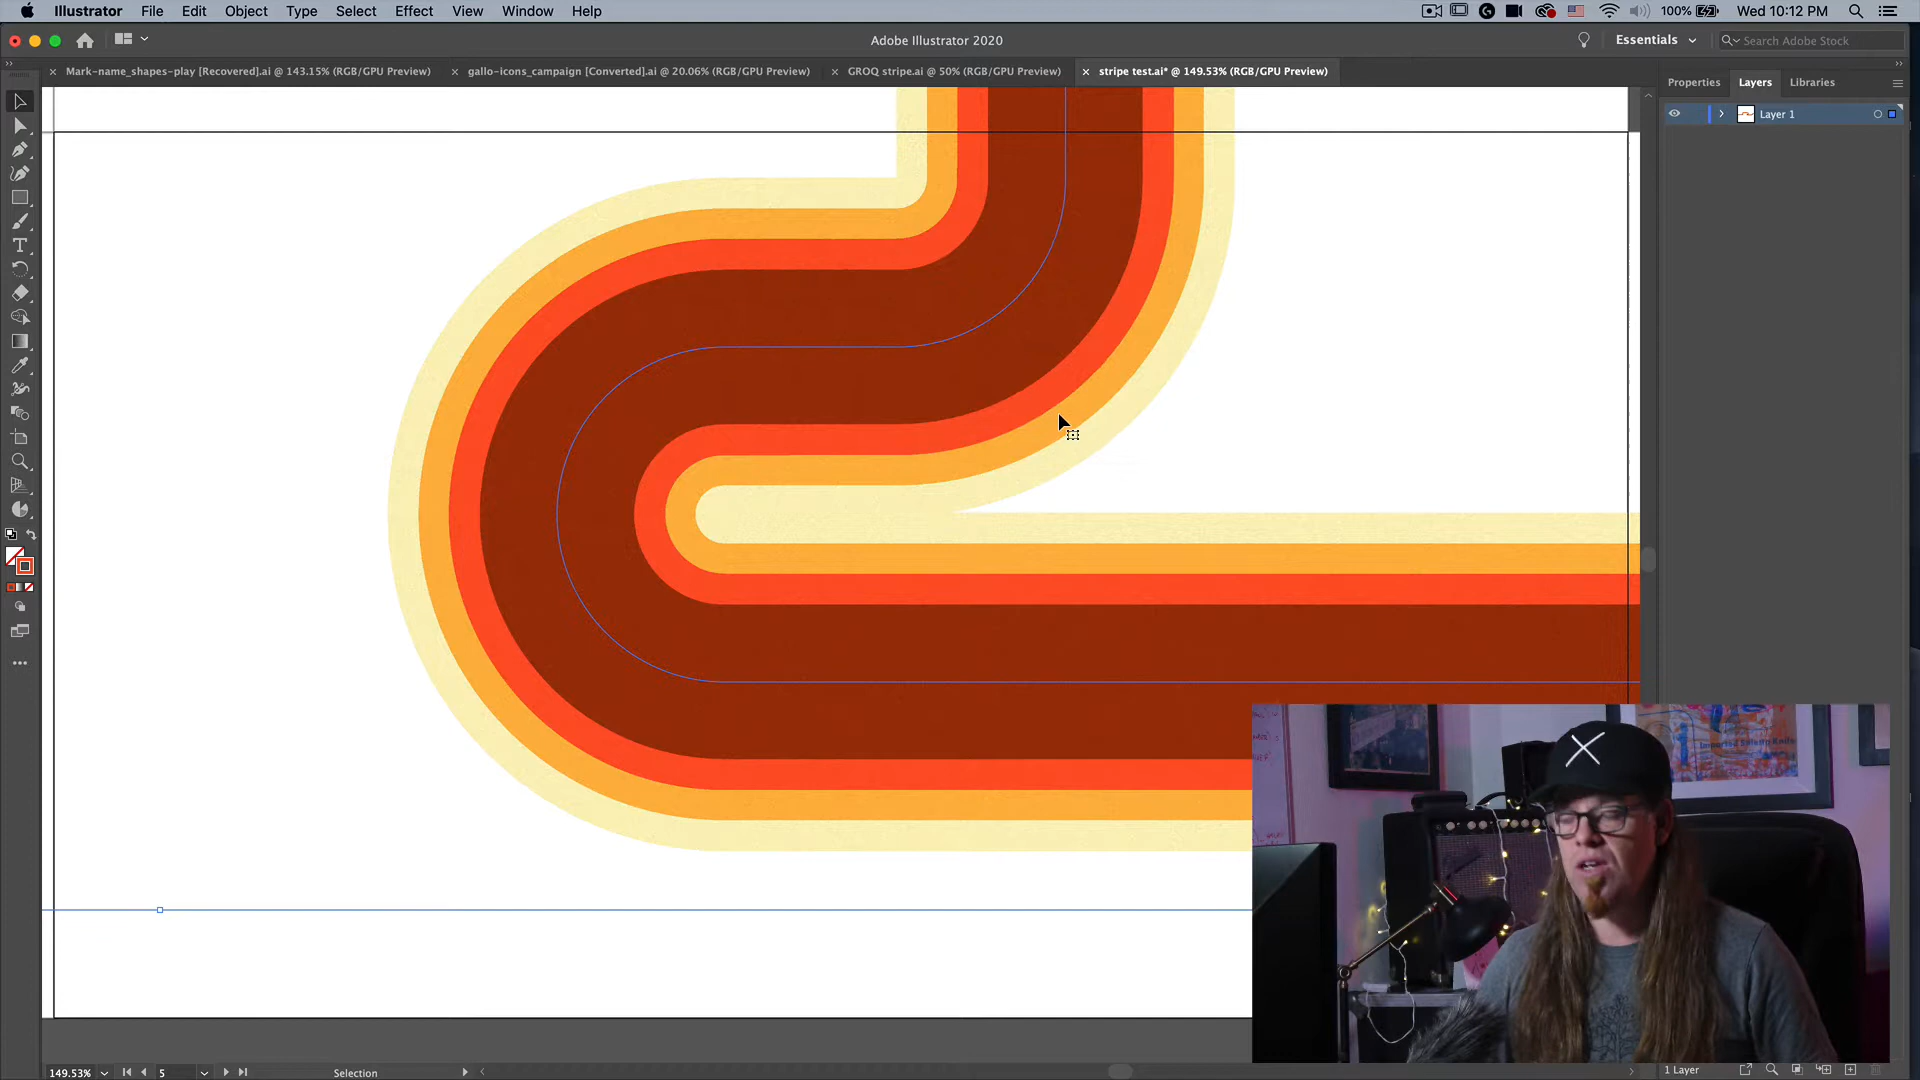 Illustrator File Edit Object Type Select Effect View Window Help 100% Wed 10:12 PM
Adobe Illustrator 2020 Essentials Search Adobe Stock
Mark-name_shapes-play [Recovered].ai @ 143.15% (RGB/GPU Preview) gallo-icons_campaign [Converted].ai @ 20.06% (RGB/GPU Preview) GROQ stripe.ai @ 50% (RGB/GPU Preview) stripe test.ai* @ 149.53% (RGB/GPU Preview)
Properties Layers Libraries
Layer 1
149.53% 5 Selection
1 Layer